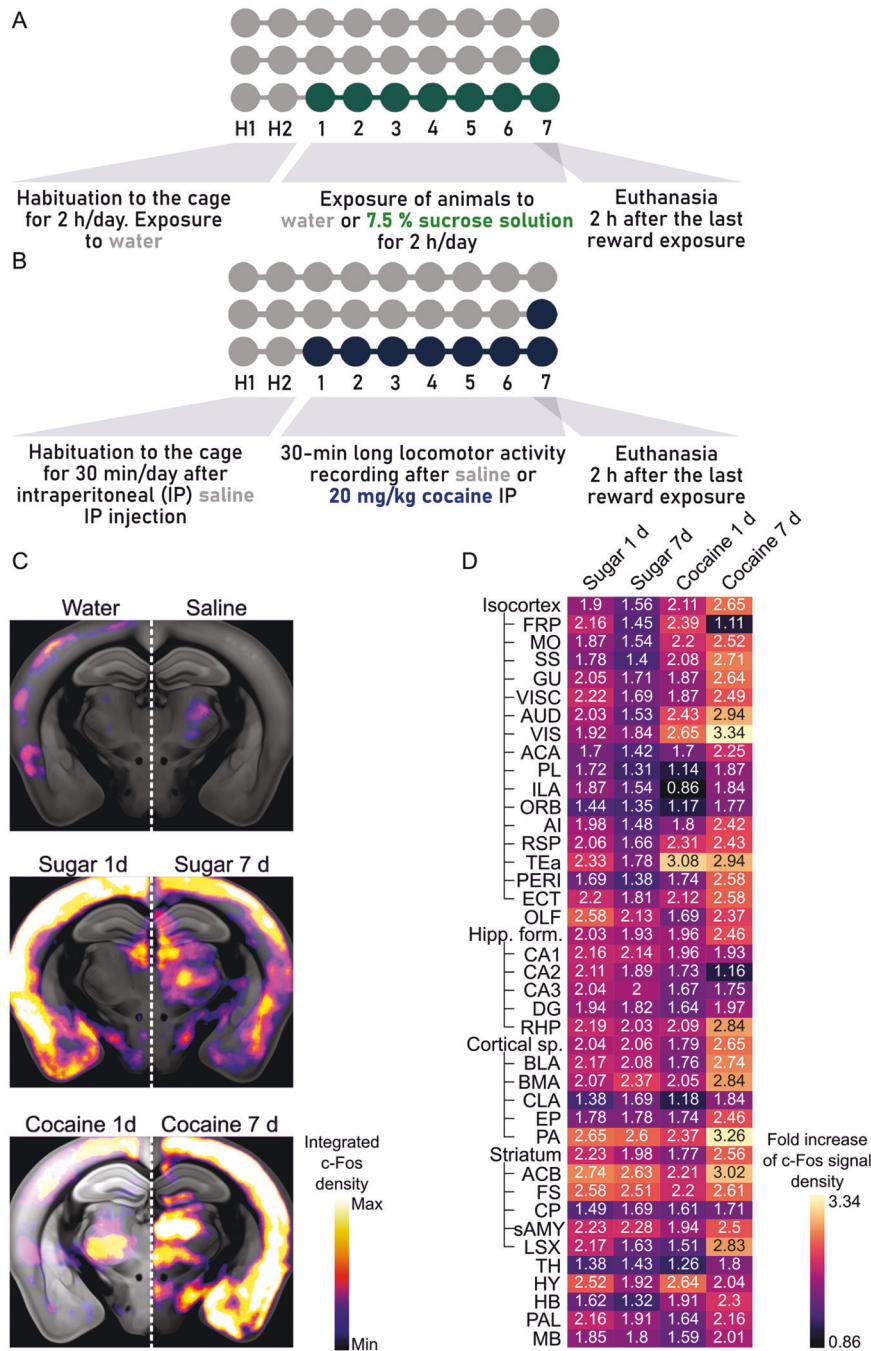 A
H1 H2 1 2 3 4 5 6 7
Habituation to the cage
for 2 h/day. Exposure
to water
Exposure of animals to
water or 7.5 % sucrose solution
for 2 h/day
Euthanasia
2 h after the last
reward exposure
B
H1 H2 1 2 3 4 5 6 7
Habituation to the cage
for 30 min/day after
intraperitoneal (IP) saline
IP injection
30-min long locomotor activity
recording after saline or
20 mg/kg cocaine IP
Euthanasia
2 h after the last
reward exposure
C
Water Saline
Sugar 1d Sugar 7 d
Cocaine 1d Cocaine 7 d
Integrated
c-Fos
density
Max
Min
D
Sugar 1 d Sugar 7d Cocaine 1 d Cocaine 7 d
Isocortex 1.9 1.56 2.11 2.65
FRP 2.16 1.45 2.39 1.11
MO 1.87 1.54 2.2 2.52
SS 1.78 1.4 2.08 2.71
GU 2.05 1.71 1.87 2.64
VISC 2.22 1.69 1.87 2.49
AUD 2.03 1.53 2.43 2.94
VIS 1.92 1.84 2.65 3.34
ACA 1.7 1.42 1.7 2.25
PL 1.72 1.31 1.14 1.87
ILA 1.87 1.54 0.86 1.84
ORB 1.44 1.35 1.17 1.77
AI 1.98 1.48 1.8 2.42
RSP 2.06 1.66 2.31 2.43
TEa 2.33 1.78 3.08 2.94
PERI 1.69 1.38 1.74 2.58
ECT 2.2 1.81 2.12 2.58
OLF 2.58 2.13 1.69 2.37
Hipp. form. 2.03 1.93 1.96 2.46
CA1 2.16 2.14 1.96 1.93
CA2 2.11 1.89 1.73 1.16
CA3 2.04 2 1.67 1.75
DG 1.94 1.82 1.64 1.97
RHP 2.19 2.03 2.09 2.84
Cortical sp. 2.04 2.06 1.79 2.65
BLA 2.17 2.08 1.76 2.74
BMA 2.07 2.37 2.05 2.84
CLA 1.38 1.69 1.18 1.84
EP 1.78 1.78 1.74 2.46
PA 2.65 2.6 2.37 3.26
Striatum 2.23 1.98 1.77 2.56
ACB 2.74 2.63 2.21 3.02
FS 2.58 2.51 2.2 2.61
CP 1.49 1.69 1.61 1.71
sAMY 2.23 2.28 1.94 2.5
LSX 2.17 1.63 1.51 2.83
TH 1.38 1.43 1.26 1.8
HY 2.52 1.92 2.64 2.04
HB 1.62 1.32 1.91 2.3
PAL 2.16 1.91 1.64 2.16
MB 1.85 1.8 1.59 2.01
Fold increase
of c-Fos signal
density
3.34
0.86